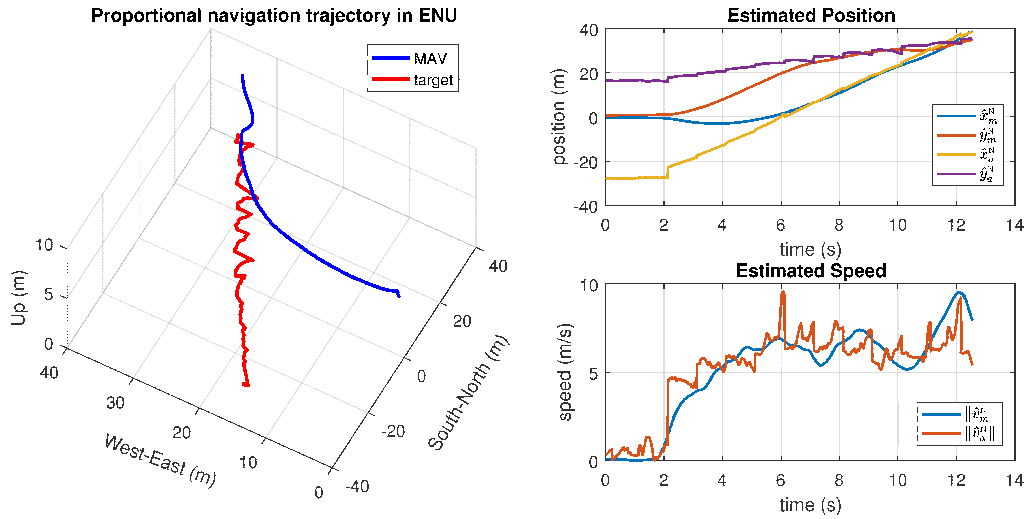 Proportional navigation trajectory in ENU
MAV
target
10
5
0
Up (m)
40
30
20
10
0
West-East (m)
-40
-20
0
20
40
South-North (m)
Estimated Position
40
20
0
-20
-40
position (m)
0 2 4 6 8 10 12 14
time (s)
Estimated Speed
10
5
0
speed (m/s)
0 2 4 6 8 10 12 14
time (s)